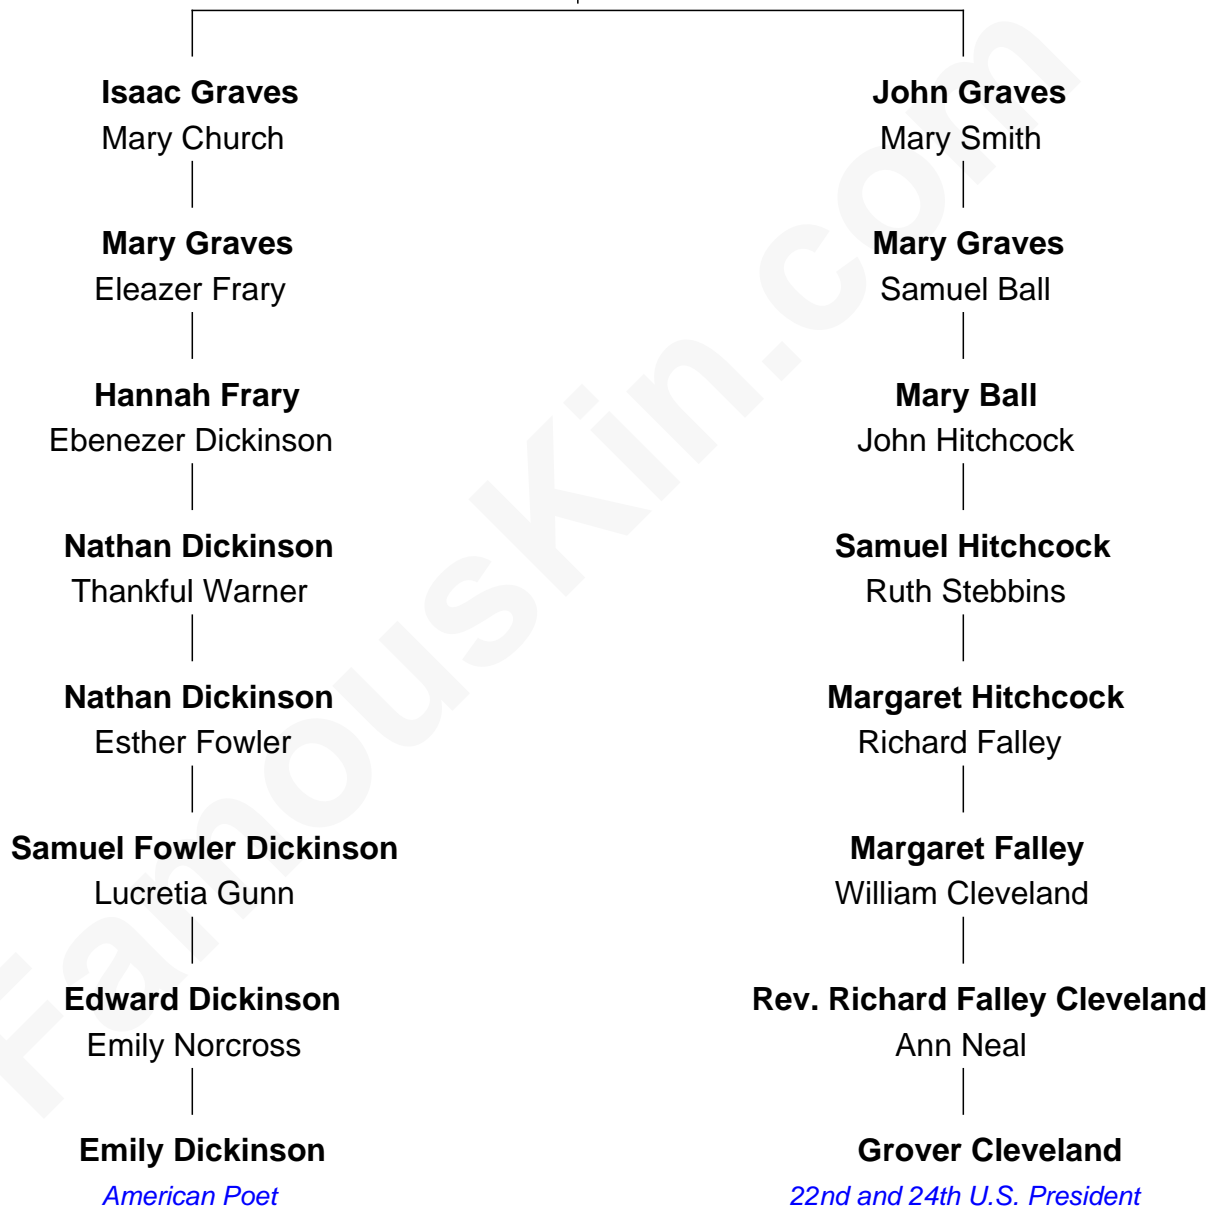 Isaac Graves
Mary Church
Mary Graves
Eleazer Frary
Hannah Frary
Ebenezer Dickinson
Nathan Dickinson
Thankful Warner
Nathan Dickinson
Esther Fowler
Samuel Fowler Dickinson
Lucretia Gunn
Edward Dickinson
Emily Norcross
Emily Dickinson
American Poet
John Graves
Mary Smith
Mary Graves
Samuel Ball
Mary Ball
John Hitchcock
Samuel Hitchcock
Ruth Stebbins
Margaret Hitchcock
Richard Falley
Margaret Falley
William Cleveland
Rev. Richard Falley Cleveland
Ann Neal
Grover Cleveland
22nd and 24th U.S. President
FamousKin.com